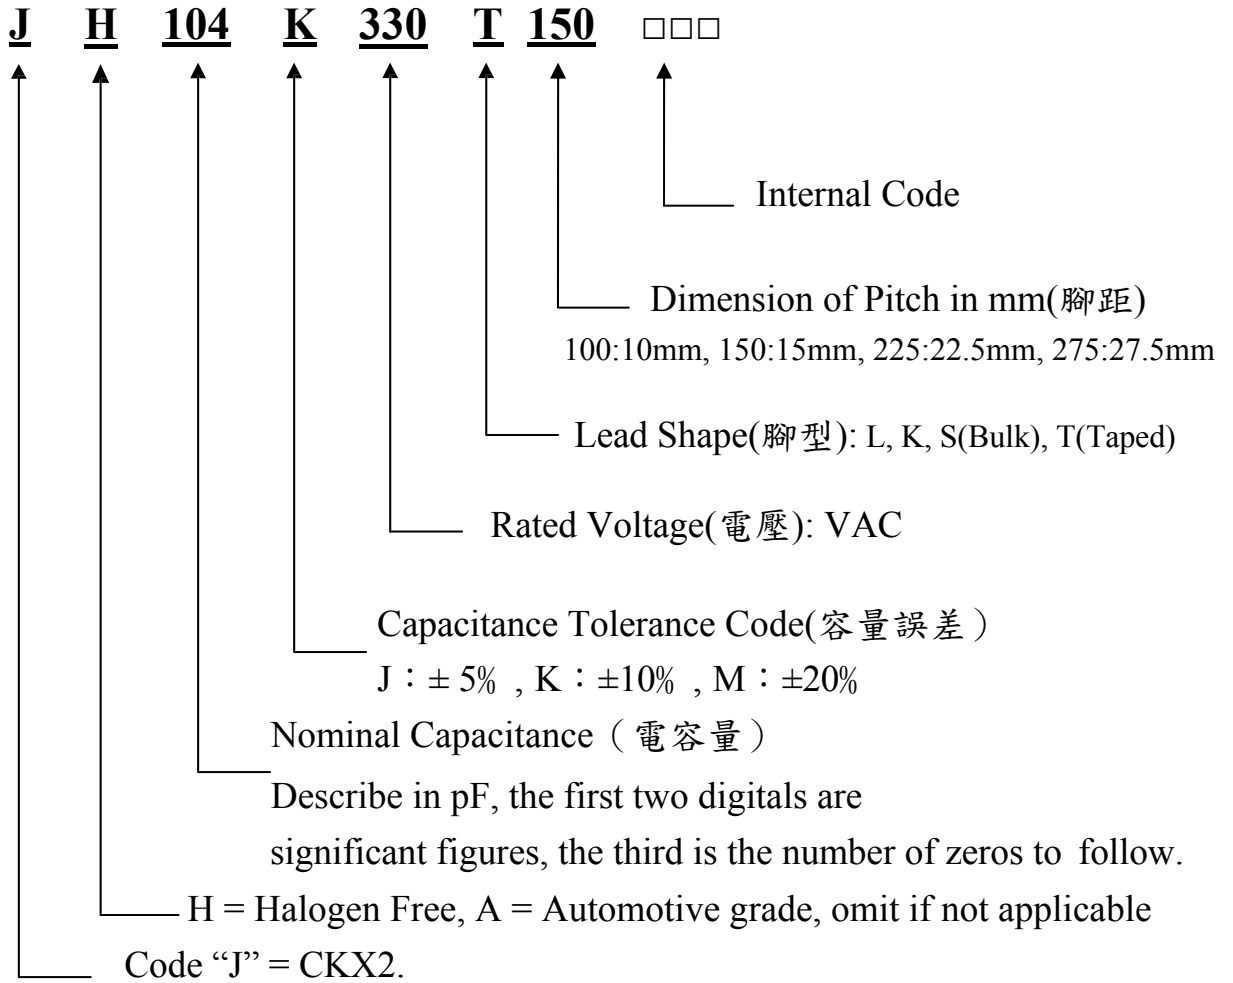 J H 104 K 330 T 150 □□□
Internal Code
Dimension of Pitch in mm(腳距)
100:10mm, 150:15mm, 225:22.5mm, 275:27.5mm
Lead Shape(腳型): L, K, S(Bulk), T(Taped)
Rated Voltage(電壓): VAC
Capacitance Tolerance Code(容量誤差）
J：± 5% , K：±10% , M：±20%
Nominal Capacitance（電容量）
Describe in pF, the first two digitals are
significant figures, the third is the number of zeros to follow.
H = Halogen Free, A = Automotive grade, omit if not applicable
Code “J” = CKX2.